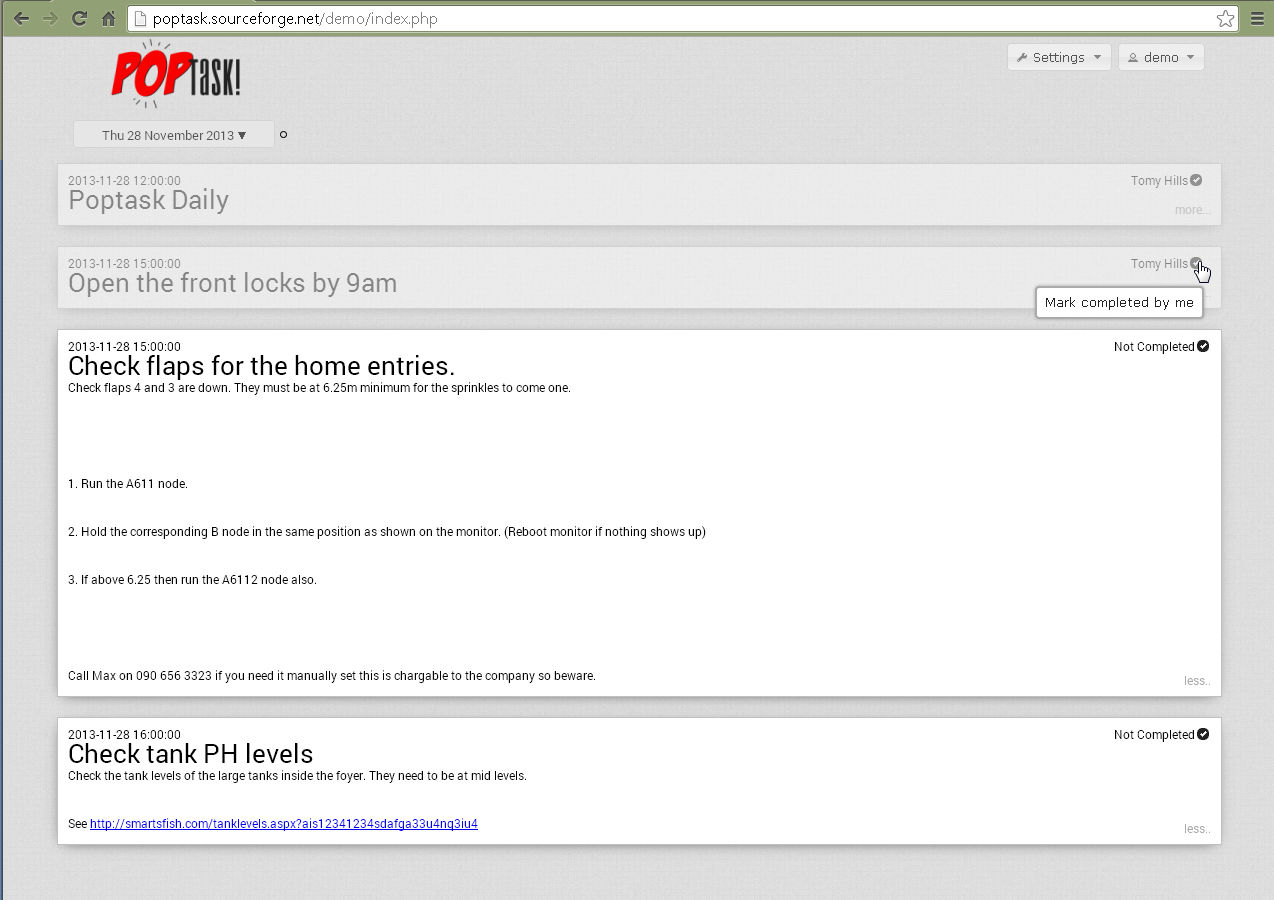 poptask.sourceforge.net/demo/index.php
POPTASK!
Settings
demo
Thu 28 November 2013
2013-11-28 12:00:00
Tomy Hills
Poptask Daily
more...
2013-11-28 15:00:00
Tomy Hills
Open the front locks by 9am
Mark completed by me
2013-11-28 15:00:00
Not Completed
Check flaps for the home entries.
Check flaps 4 and 3 are down. They must be at 6.25m minimum for the sprinkles to come one.
1. Run the A611 node.
2. Hold the corresponding B node in the same position as shown on the monitor. (Reboot monitor if nothing shows up)
3. If above 6.25 then run the A6112 node also.
Call Max on 090 656 3323 if you need it manually set this is chargable to the company so beware.
less..
2013-11-28 16:00:00
Not Completed
Check tank PH levels
Check the tank levels of the large tanks inside the foyer. They need to be at mid levels.
See http://smartsfish.com/tanklevels.aspx?ais12341234sdafga33u4nq3iu4
less..